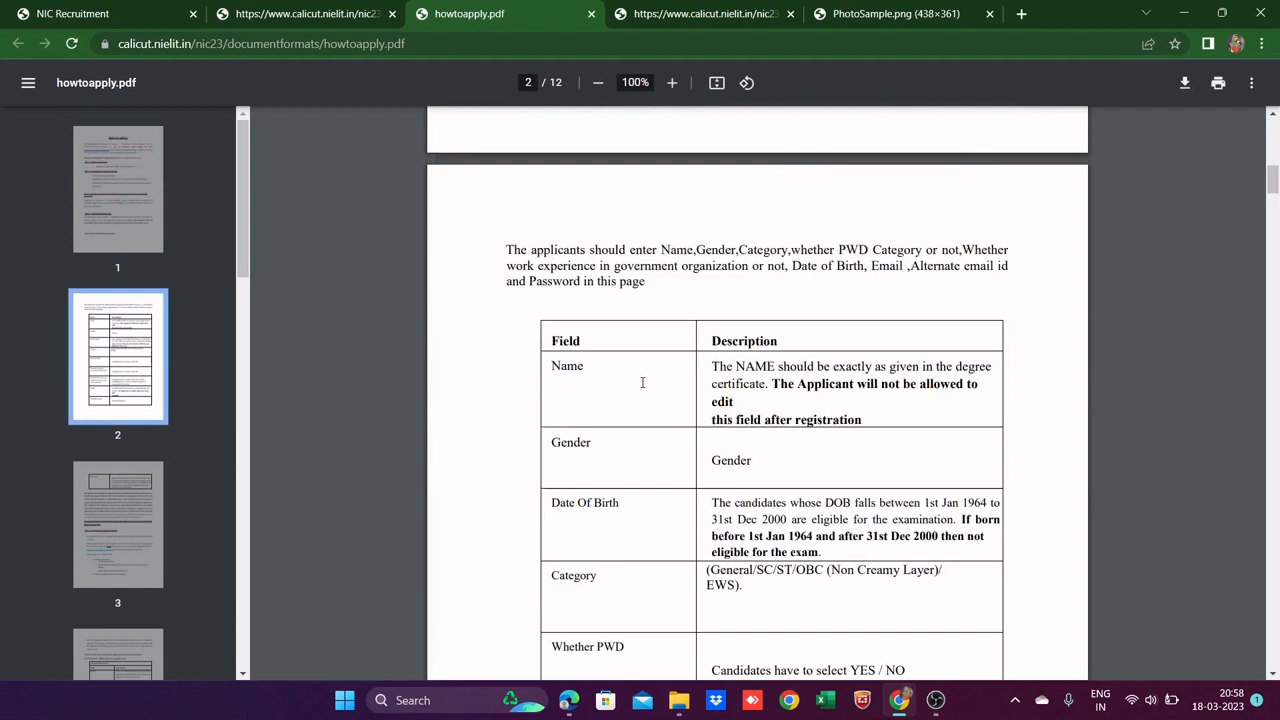 NIC Recruitment
https://www.calicut.nielit.in/nic23
howtoapply.pdf
https://www.calicut.nielit.in/nic23
PhotoSample.png (438×361)
calicut.nielit.in/nic23/documentformats/howtoapply.pdf
howtoapply.pdf
2 / 12
100%
1
2
3
The applicants should enter Name,Gender,Category,whether PWD Category or not,Whether
work experience in government organization or not, Date of Birth, Email ,Alternate email id
and Password in this page
Field
Description
Name
The NAME should be exactly as given in the degree
certificate. The Applicant will not be allowed to
edit
this field after registration
Gender
Gender
Date Of Birth
The candidates whose DOB falls between 1st Jan 1964 to
31st Dec 2000 are eligible for the examination. If born
before 1st Jan 1964 and after 31st Dec 2000 then not
eligible for the exam.
Category
(General/SC/ST/OBC (Non Creamy Layer)/
EWS).
Whether PWD
Candidates have to select YES / NO
Search
ENG
IN
20:58
18-03-2023